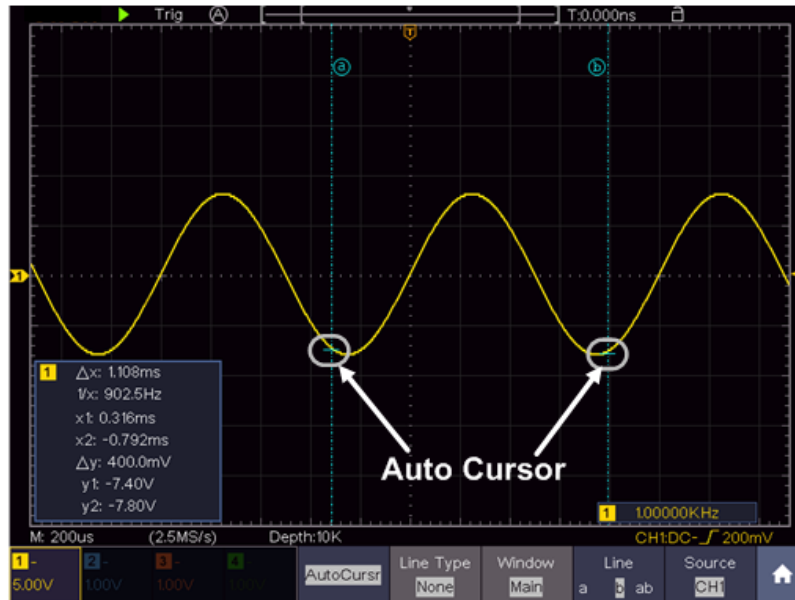 Trig A T:0.000ns
T
a b
1
1 Δx: 1.108ms
1/x: 902.5Hz
x1: 0.316ms
x2: -0.792ms
Δy: 400.0mV
y1: -7.40V
y2: -7.80V
Auto Cursor
1 1.00000KHz
M: 200us (2.5MS/s) Depth:10K CH1:DC- 200mV
1 - 2 - 3 - 4 -
5.00V 1.00V 1.00V 1.00V
AutoCursr
Line Type
None
Window
Main
Line
a b ab
Source
CH1